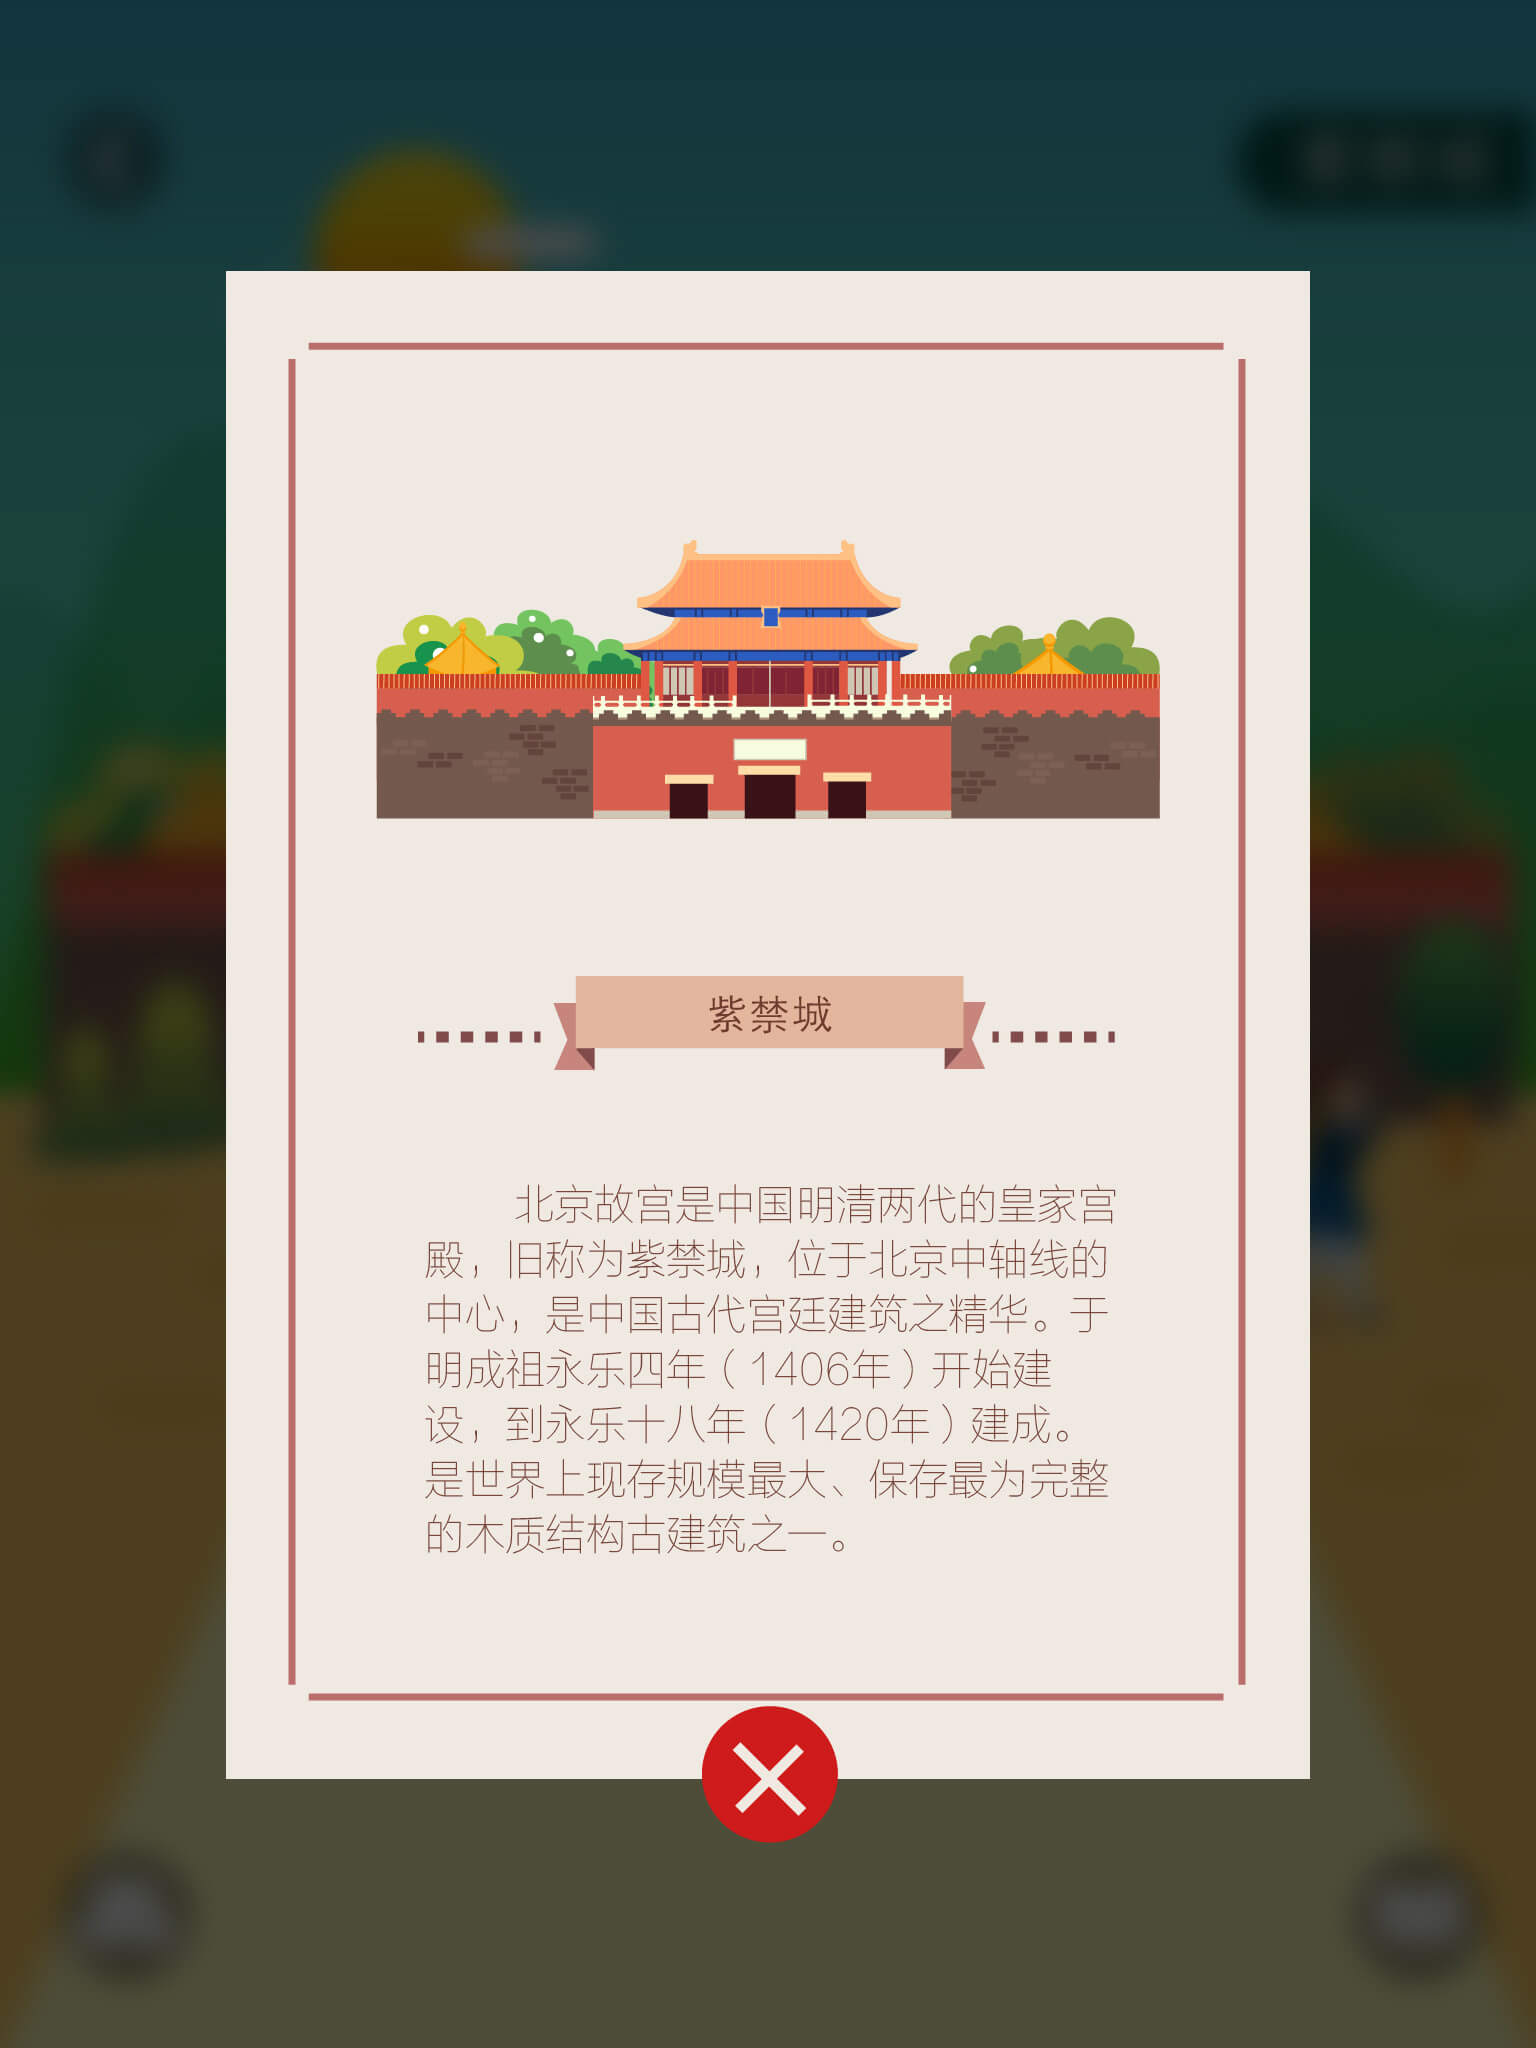 紫禁城
北京故宫是中国明清两代的皇家宫
殿，旧称为紫禁城，位于北京中轴线的
中心，是中国古代宫廷建筑之精华。于
明成祖永乐四年（1406年）开始建
设，到永乐十八年（1420年）建成。
是世界上现存规模最大、保存最为完整
的木质结构古建筑之一。